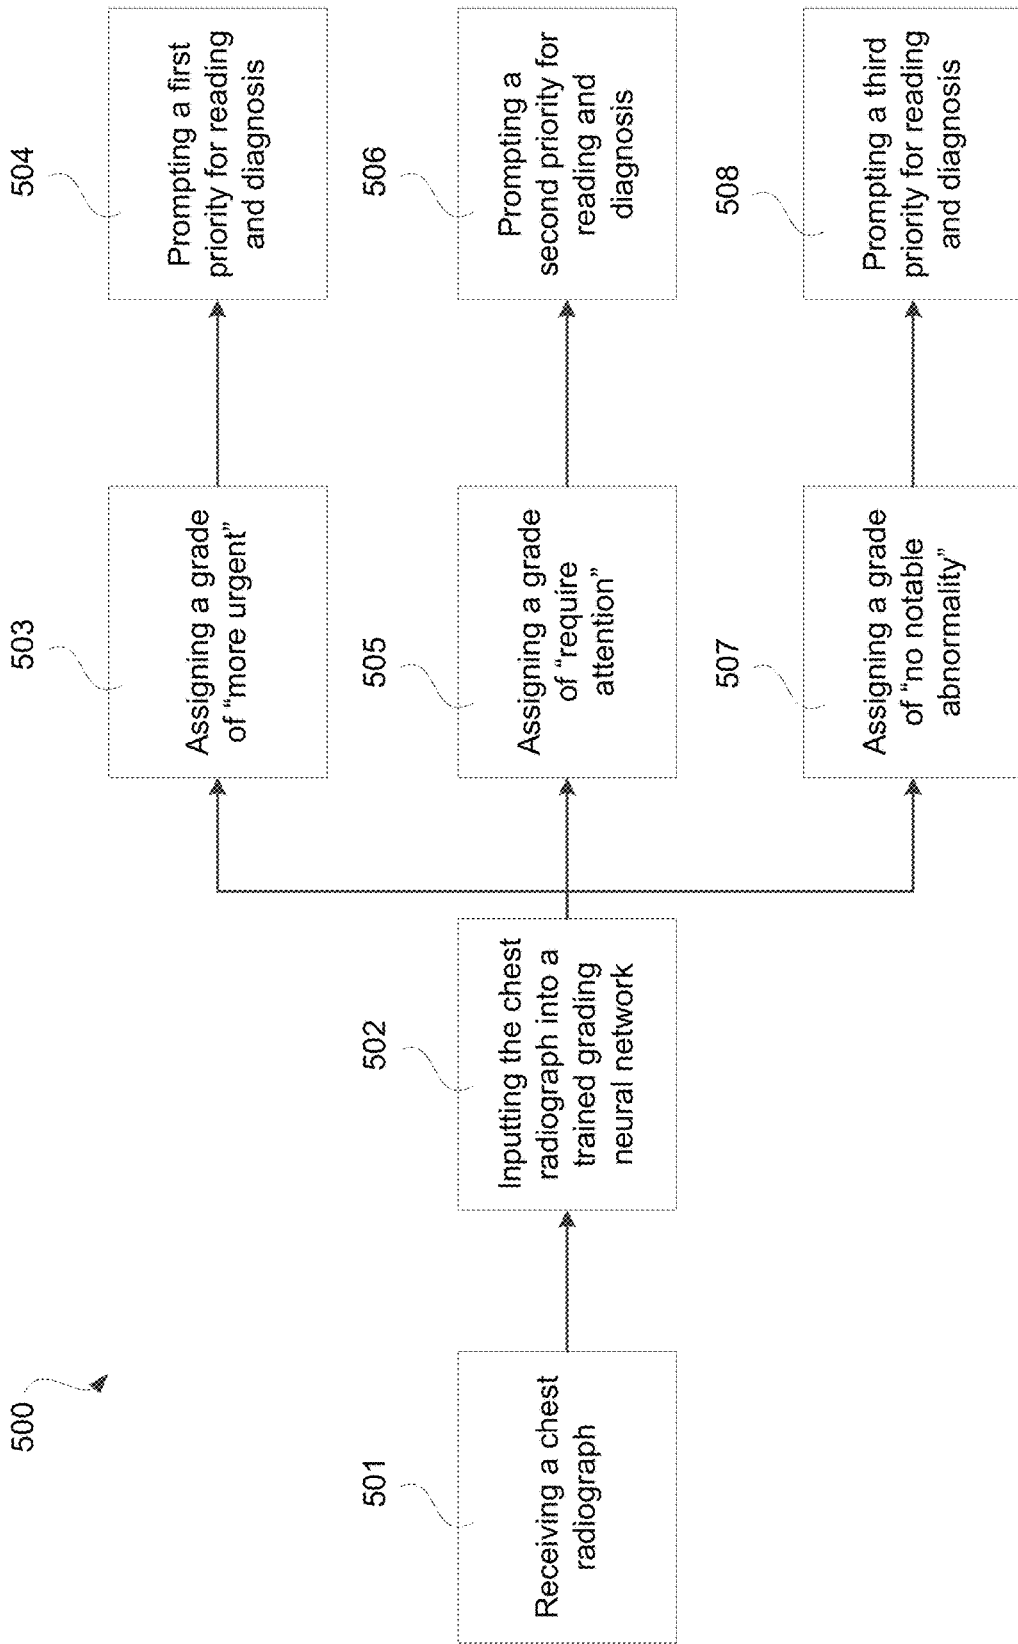 500
501
Receiving a chest
radiograph
502
Inputting the chest
radiograph into a
trained grading
neural network
503
Assigning a grade
of “more urgent”
504
Prompting a first
priority for reading
and diagnosis
505
Assigning a grade
of “require
attention”
506
Prompting a
second priority for
reading and
diagnosis
507
Assigning a grade
of “no notable
abnormality”
508
Prompting a third
priority for reading
and diagnosis